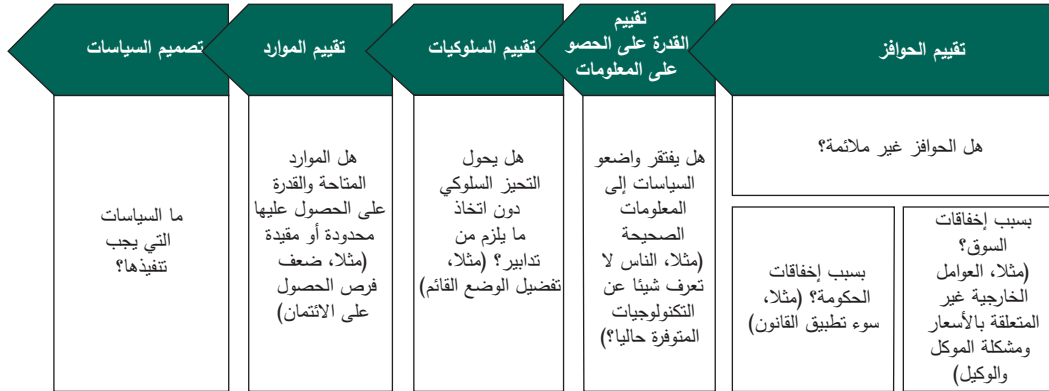 تقييم الحوافز
تقييم
القدرة على الحصو
على المعلومات
تقييم السلوكيات
تقييم الموارد
تصميم السياسات
هل الحوافز غير ملائمة؟
بسبب إخفاقات
السوق؟
(مثلا، العوامل
الخارجية غير
المتعلقة بالأسعار
ومشكلة الموكل
والوكيل)
بسبب إخفاقات
الحكومة؟ (مثلا،
سوء تطبيق القانون)
هل يفتقر واضعو
السياسات إلى
المعلومات
الصحيحة
(مثلا، الناس لا
تعرف شيئا عن
التكنولوجيات
المتوفرة حاليا؟)
هل يحول
التحيز السلوكي
دون اتخاذ
ما يلزم من
تدابير؟ (مثلا،
تفضيل الوضع القائم)
هل الموارد
المتاحة والقدرة
على الحصول عليها
محدودة أو مقيدة
(مثلا، ضعف
فرص الحصول
على الائتمان)
ما السياسات
التي يجب
تنفيذها؟